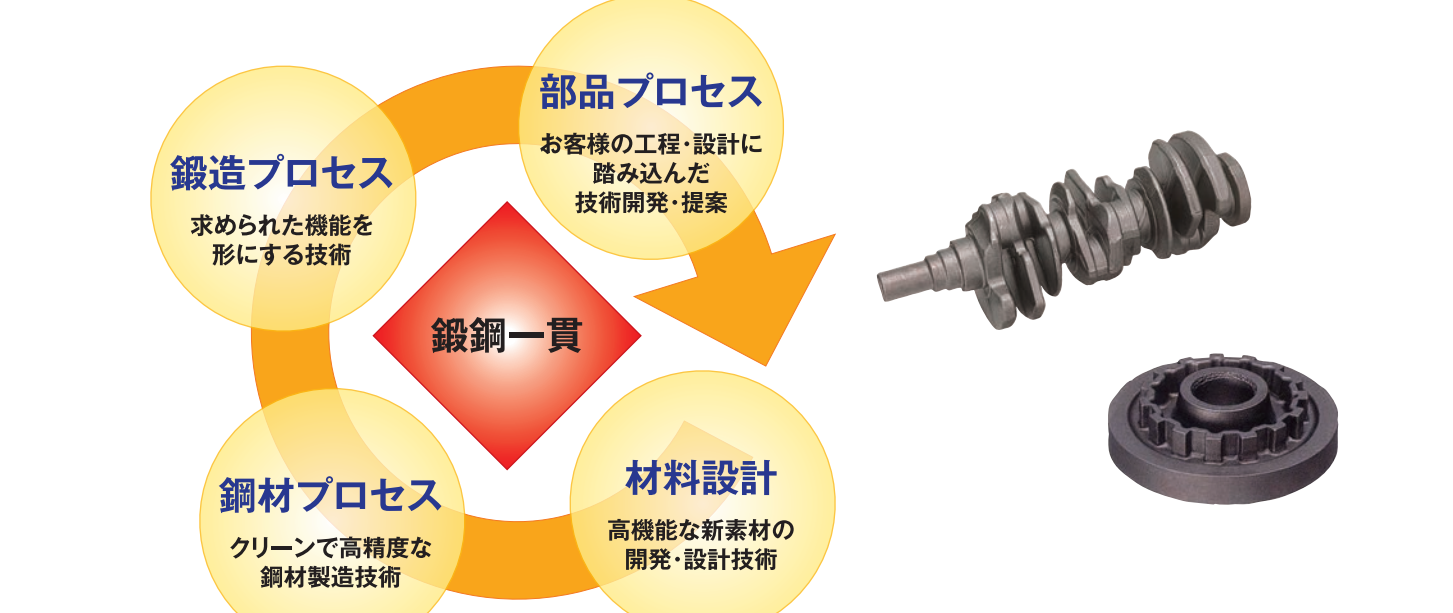 部品プロセス
お客様の工程・設計に
踏み込んだ
技術開発・提案
鍛造プロセス
求められた機能を
形にする技術
鍛鋼一貫
鋼材プロセス
クリーンで高精度な
鋼材製造技術
材料設計
高機能な新素材の
開発・設計技術